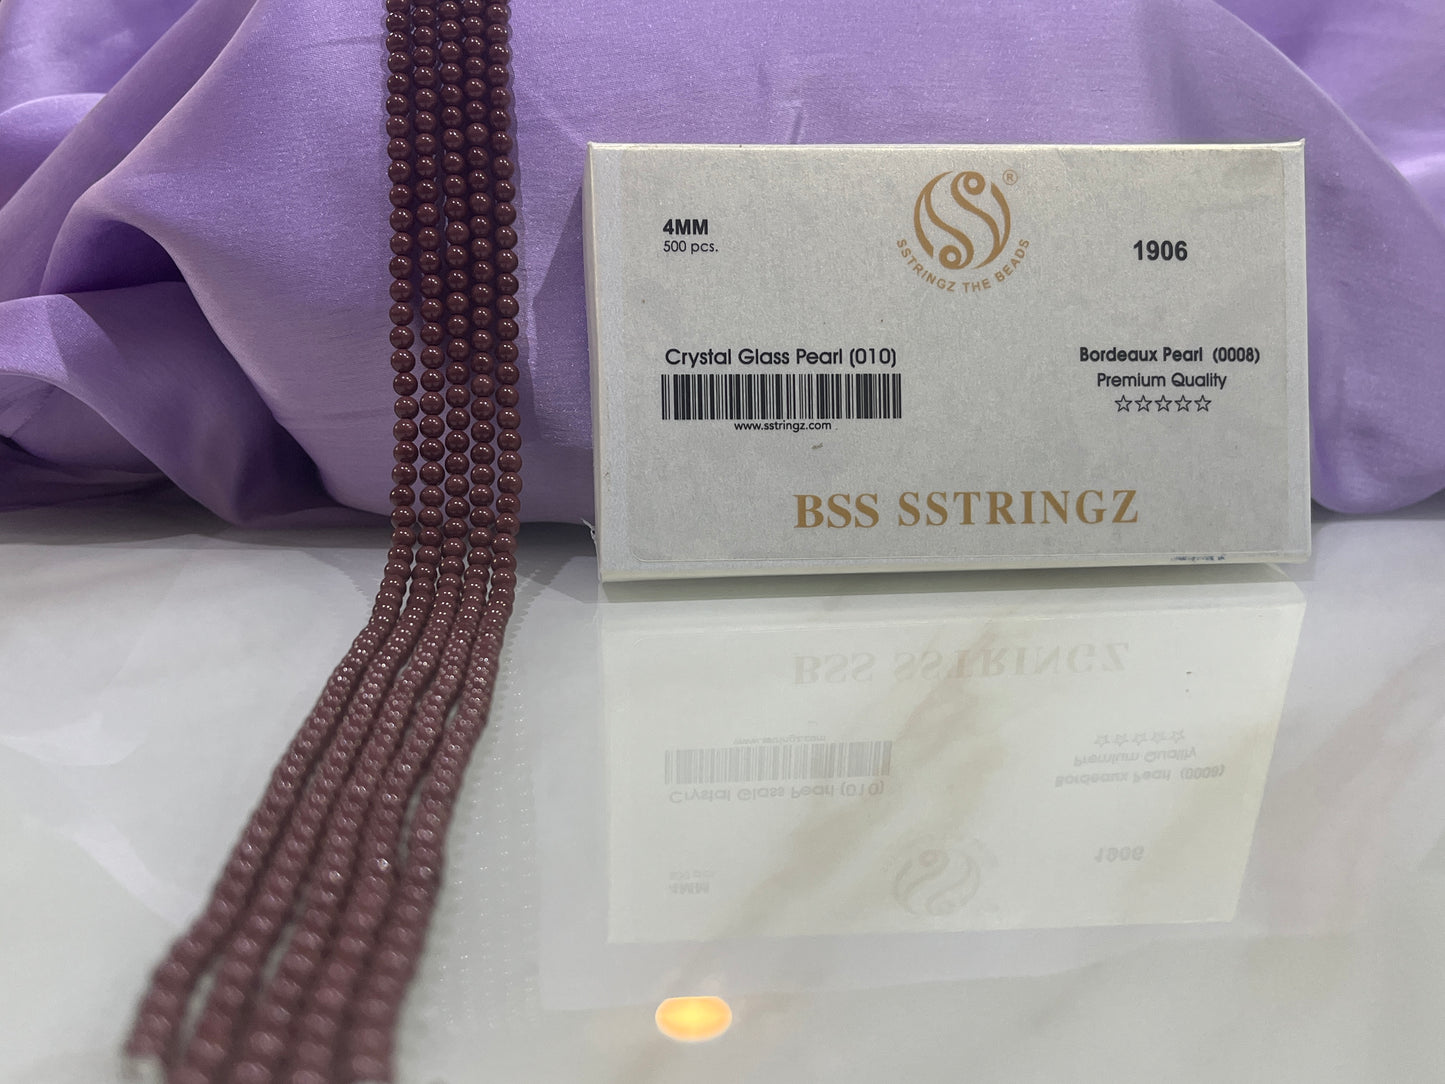 4MM
500 pcs.
®
SSTRINGZ THE BEADS
1906
Crystal Glass Pearl (010)
www.sstringz.com
Bordeaux Pearl (0008)
Premium Quality
☆☆☆☆☆
BSS SSTRINGZ